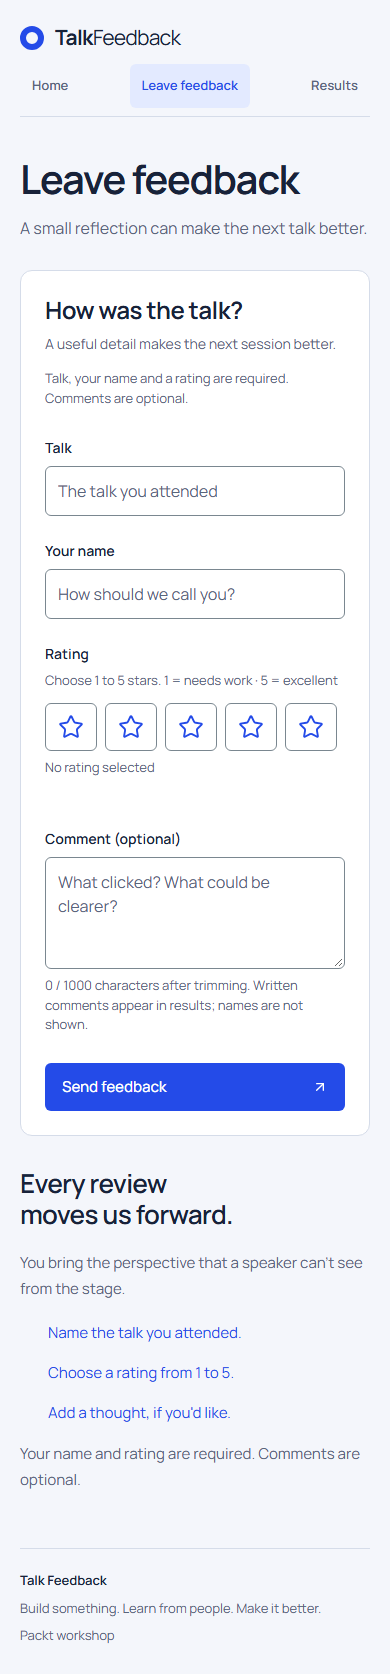 TalkFeedback
Home
Leave feedback
Results
Leave feedback
A small reflection can make the next talk better.
How was the talk?
A useful detail makes the next session better.
Talk, your name and a rating are required.
Comments are optional.
Talk
The talk you attended
Your name
How should we call you?
Rating
Choose 1 to 5 stars. 1 = needs work · 5 = excellent
No rating selected
Comment (optional)
What clicked? What could be
clearer?
0 / 1000 characters after trimming. Written
comments appear in results; names are not
shown.
Send feedback
Every review
moves us forward.
You bring the perspective that a speaker can't see
from the stage.
Name the talk you attended.
Choose a rating from 1 to 5.
Add a thought, if you'd like.
Your name and rating are required. Comments are
optional.
Talk Feedback
Build something. Learn from people. Make it better.
Packt workshop